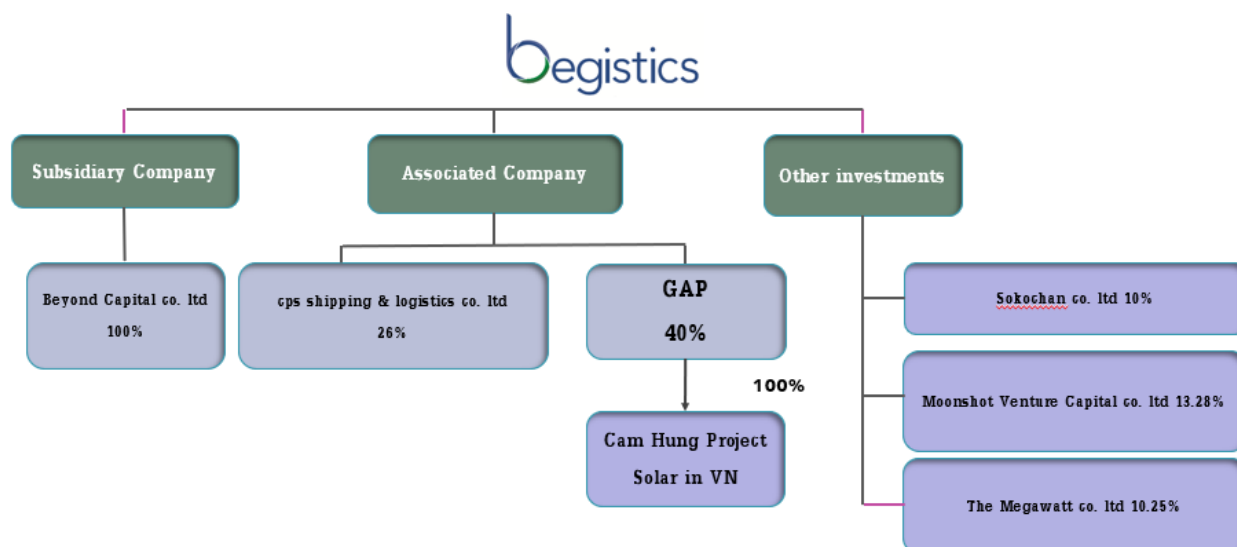 begistics
Subsidiary Company
Associated Company
Other investments
Beyond Capital co. ltd
100%
cps shipping & logistics co. ltd
26%
GAP
40%
100%
Cam Hung Project
Solar in VN
Sokochan co. ltd 10%
Moonshot Venture Capital co. ltd 13.28%
The Megawatt co. ltd 10.25%